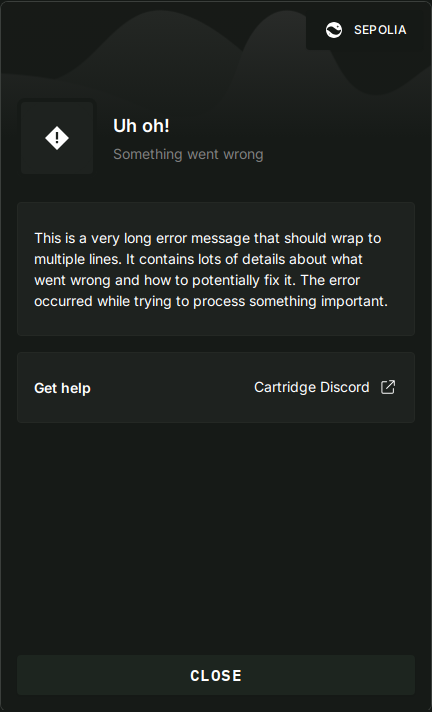 SEPOLIA
Uh oh!
Something went wrong
This is a very long error message that should wrap to
multiple lines. It contains lots of details about what
went wrong and how to potentially fix it. The error
occurred while trying to process something important.
Get help
Cartridge Discord
CLOSE